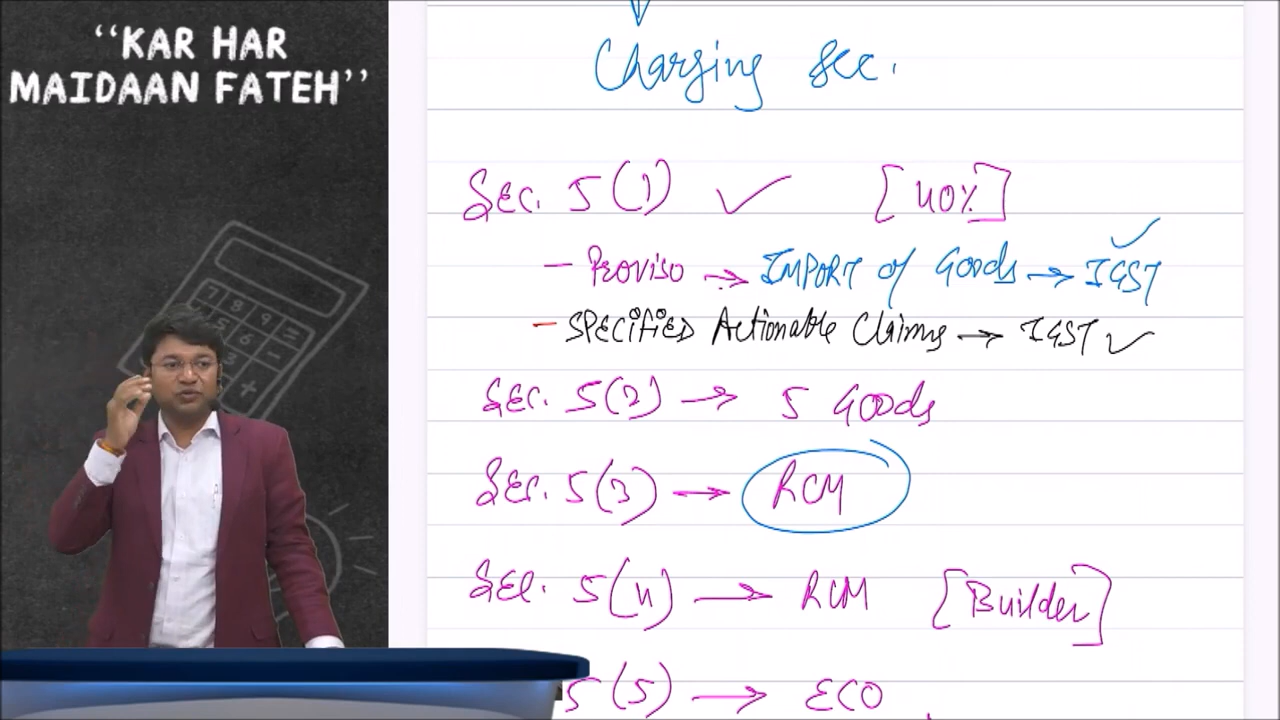 “KAR HAR
MAIDAAN FATEH”
Charging Sec.
Sec. 5(1) ✓ [40%]
- Proviso → IMPORT of Goods → IGST ✓
- SPECIFIED Actionable Claims → IGST ✓
Sec. 5(2) → 5 Goods
Sec. 5(3) → RCM
Sec. 5(4) → RCM [Builder]
5(5) → ECO